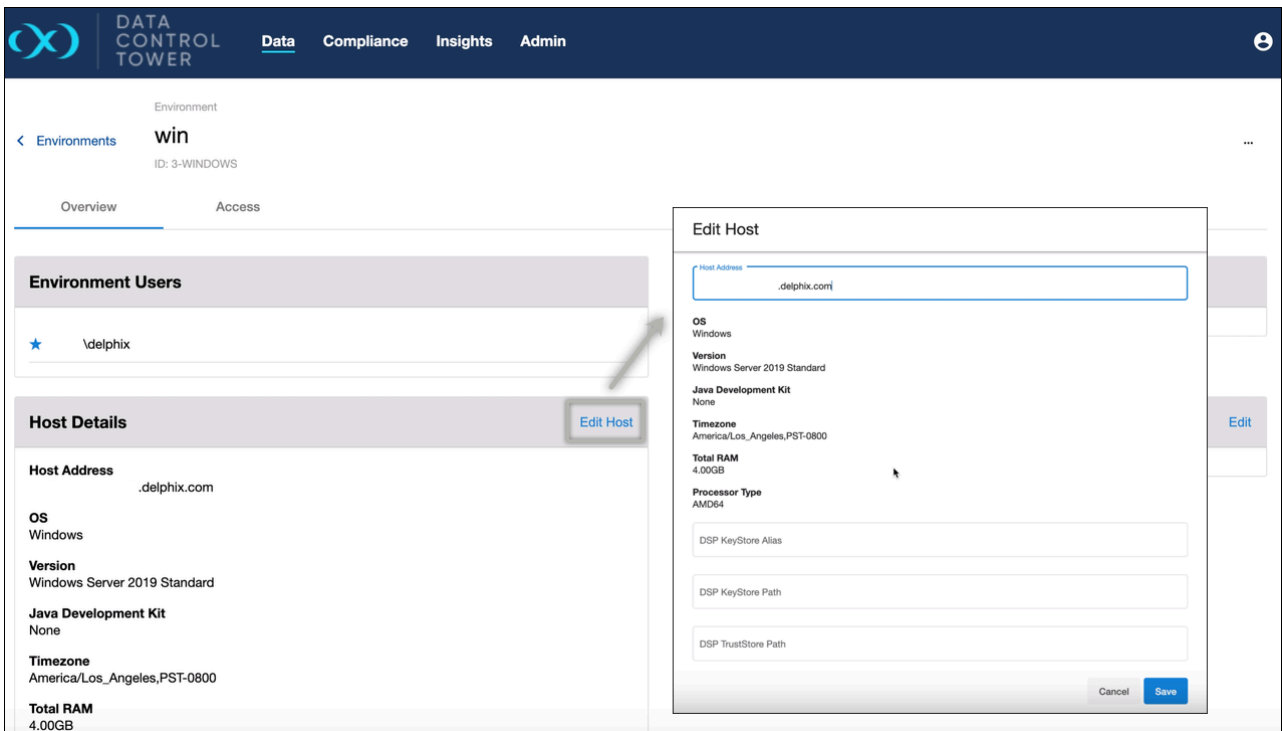 DATA
CONTROL
TOWER
Data
Compliance
Insights
Admin
Environment
Environments
win
ID: 3-WINDOWS
...
Overview
Access
Environment Users
\delphix
Host Details
Edit Host
Host Address
.delphix.com
OS
Windows
Version
Windows Server 2019 Standard
Java Development Kit
None
Timezone
America/Los_Angeles,PST-0800
Total RAM
4.00GB
Edit Host
Host Address
.delphix.com
OS
Windows
Version
Windows Server 2019 Standard
Java Development Kit
None
Timezone
America/Los_Angeles,PST-0800
Total RAM
4.00GB
Processor Type
AMD64
DSP KeyStore Alias
DSP KeyStore Path
DSP TrustStore Path
Cancel
Save
Edit